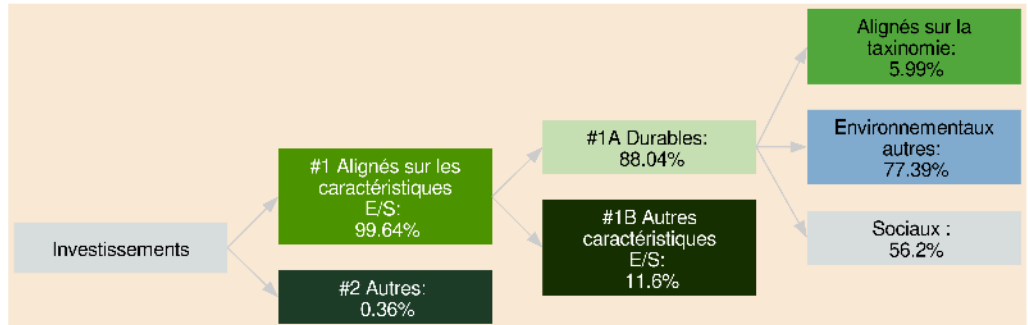 Investissements
#1 Alignés sur les
caractéristiques
E/S:
99.64%
#2 Autres:
0.36%
#1A Durables:
88.04%
#1B Autres
caractéristiques
E/S:
11.6%
Alignés sur la
taxinomie:
5.99%
Environnementaux
autres:
77.39%
Sociaux :
56.2%